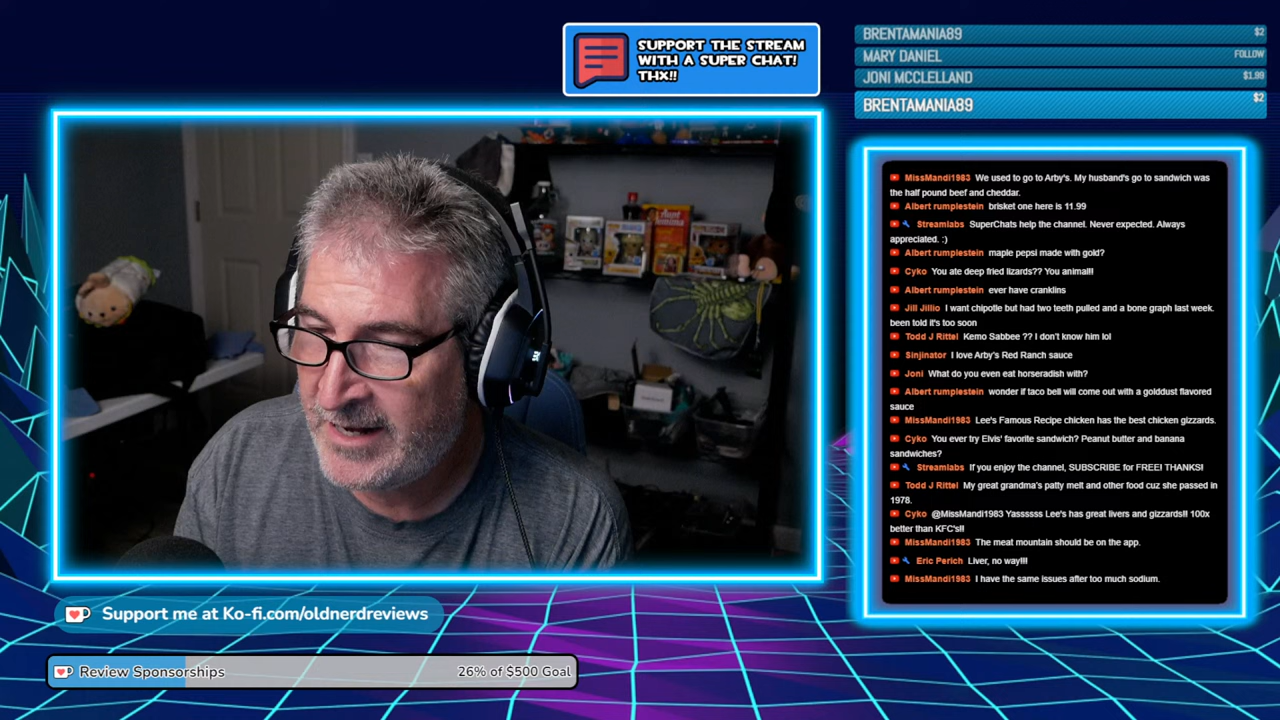 SUPPORT THE STREAM
WITH A SUPER CHAT!
THX!!
BRENTAMANIA89 $2
MARY DANIEL FOLLOW
JONI MCCLELLAND $1.99
BRENTAMANIA89 $2
MissMandi1983 We used to go to Arby's. My husband's go to sandwich was
the half pound beef and cheddar.
Albert rumplestein brisket one here is 11.99
Streamlabs SuperChats help the channel. Never expected. Always
appreciated. :)
Albert rumplestein maple pepsi made with gold?
Cyko You ate deep fried lizards?? You animal!!
Albert rumplestein ever have cranklins
Jill Jillio I want chipotle but had two teeth pulled and a bone graph last week.
been told it's too soon
Todd J Rittel Kemo Sabbee ?? I don't know him lol
Sinjinator I love Arby's Red Ranch sauce
Joni What do you even eat horseradish with?
Albert rumplestein wonder if taco bell will come out with a golddust flavored
sauce
MissMandi1983 Lee's Famous Recipe chicken has the best chicken gizzards.
Cyko You ever try Elvis' favorite sandwich? Peanut butter and banana
sandwiches?
Streamlabs If you enjoy the channel, SUBSCRIBE for FREE! THANKS!
Todd J Rittel My great grandma's patty melt and other food cuz she passed in
1978.
Cyko @MissMandi1983 Yassssss Lee's has great livers and gizzards!! 100x
better than KFC's!!
MissMandi1983 The meat mountain should be on the app.
Eric Perich Liver, no way!!!
MissMandi1983 I have the same issues after too much sodium.
Support me at Ko-fi.com/oldnerdreviews
Review Sponsorships 26% of $500 Goal